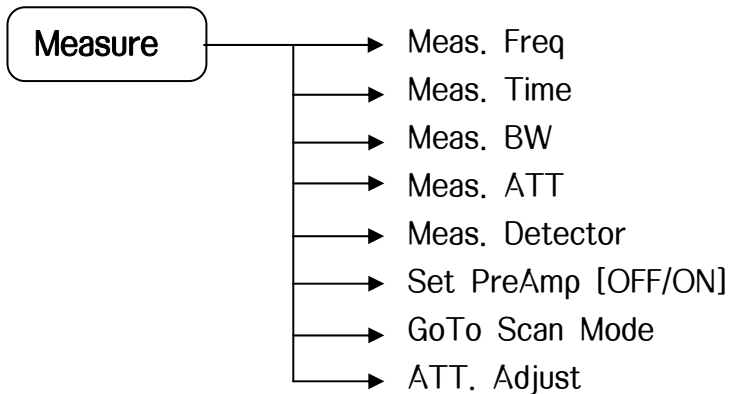 Measure
Meas. Freq
Meas. Time
Meas. BW
Meas. ATT
Meas. Detector
Set PreAmp [OFF/ON]
GoTo Scan Mode
ATT. Adjust